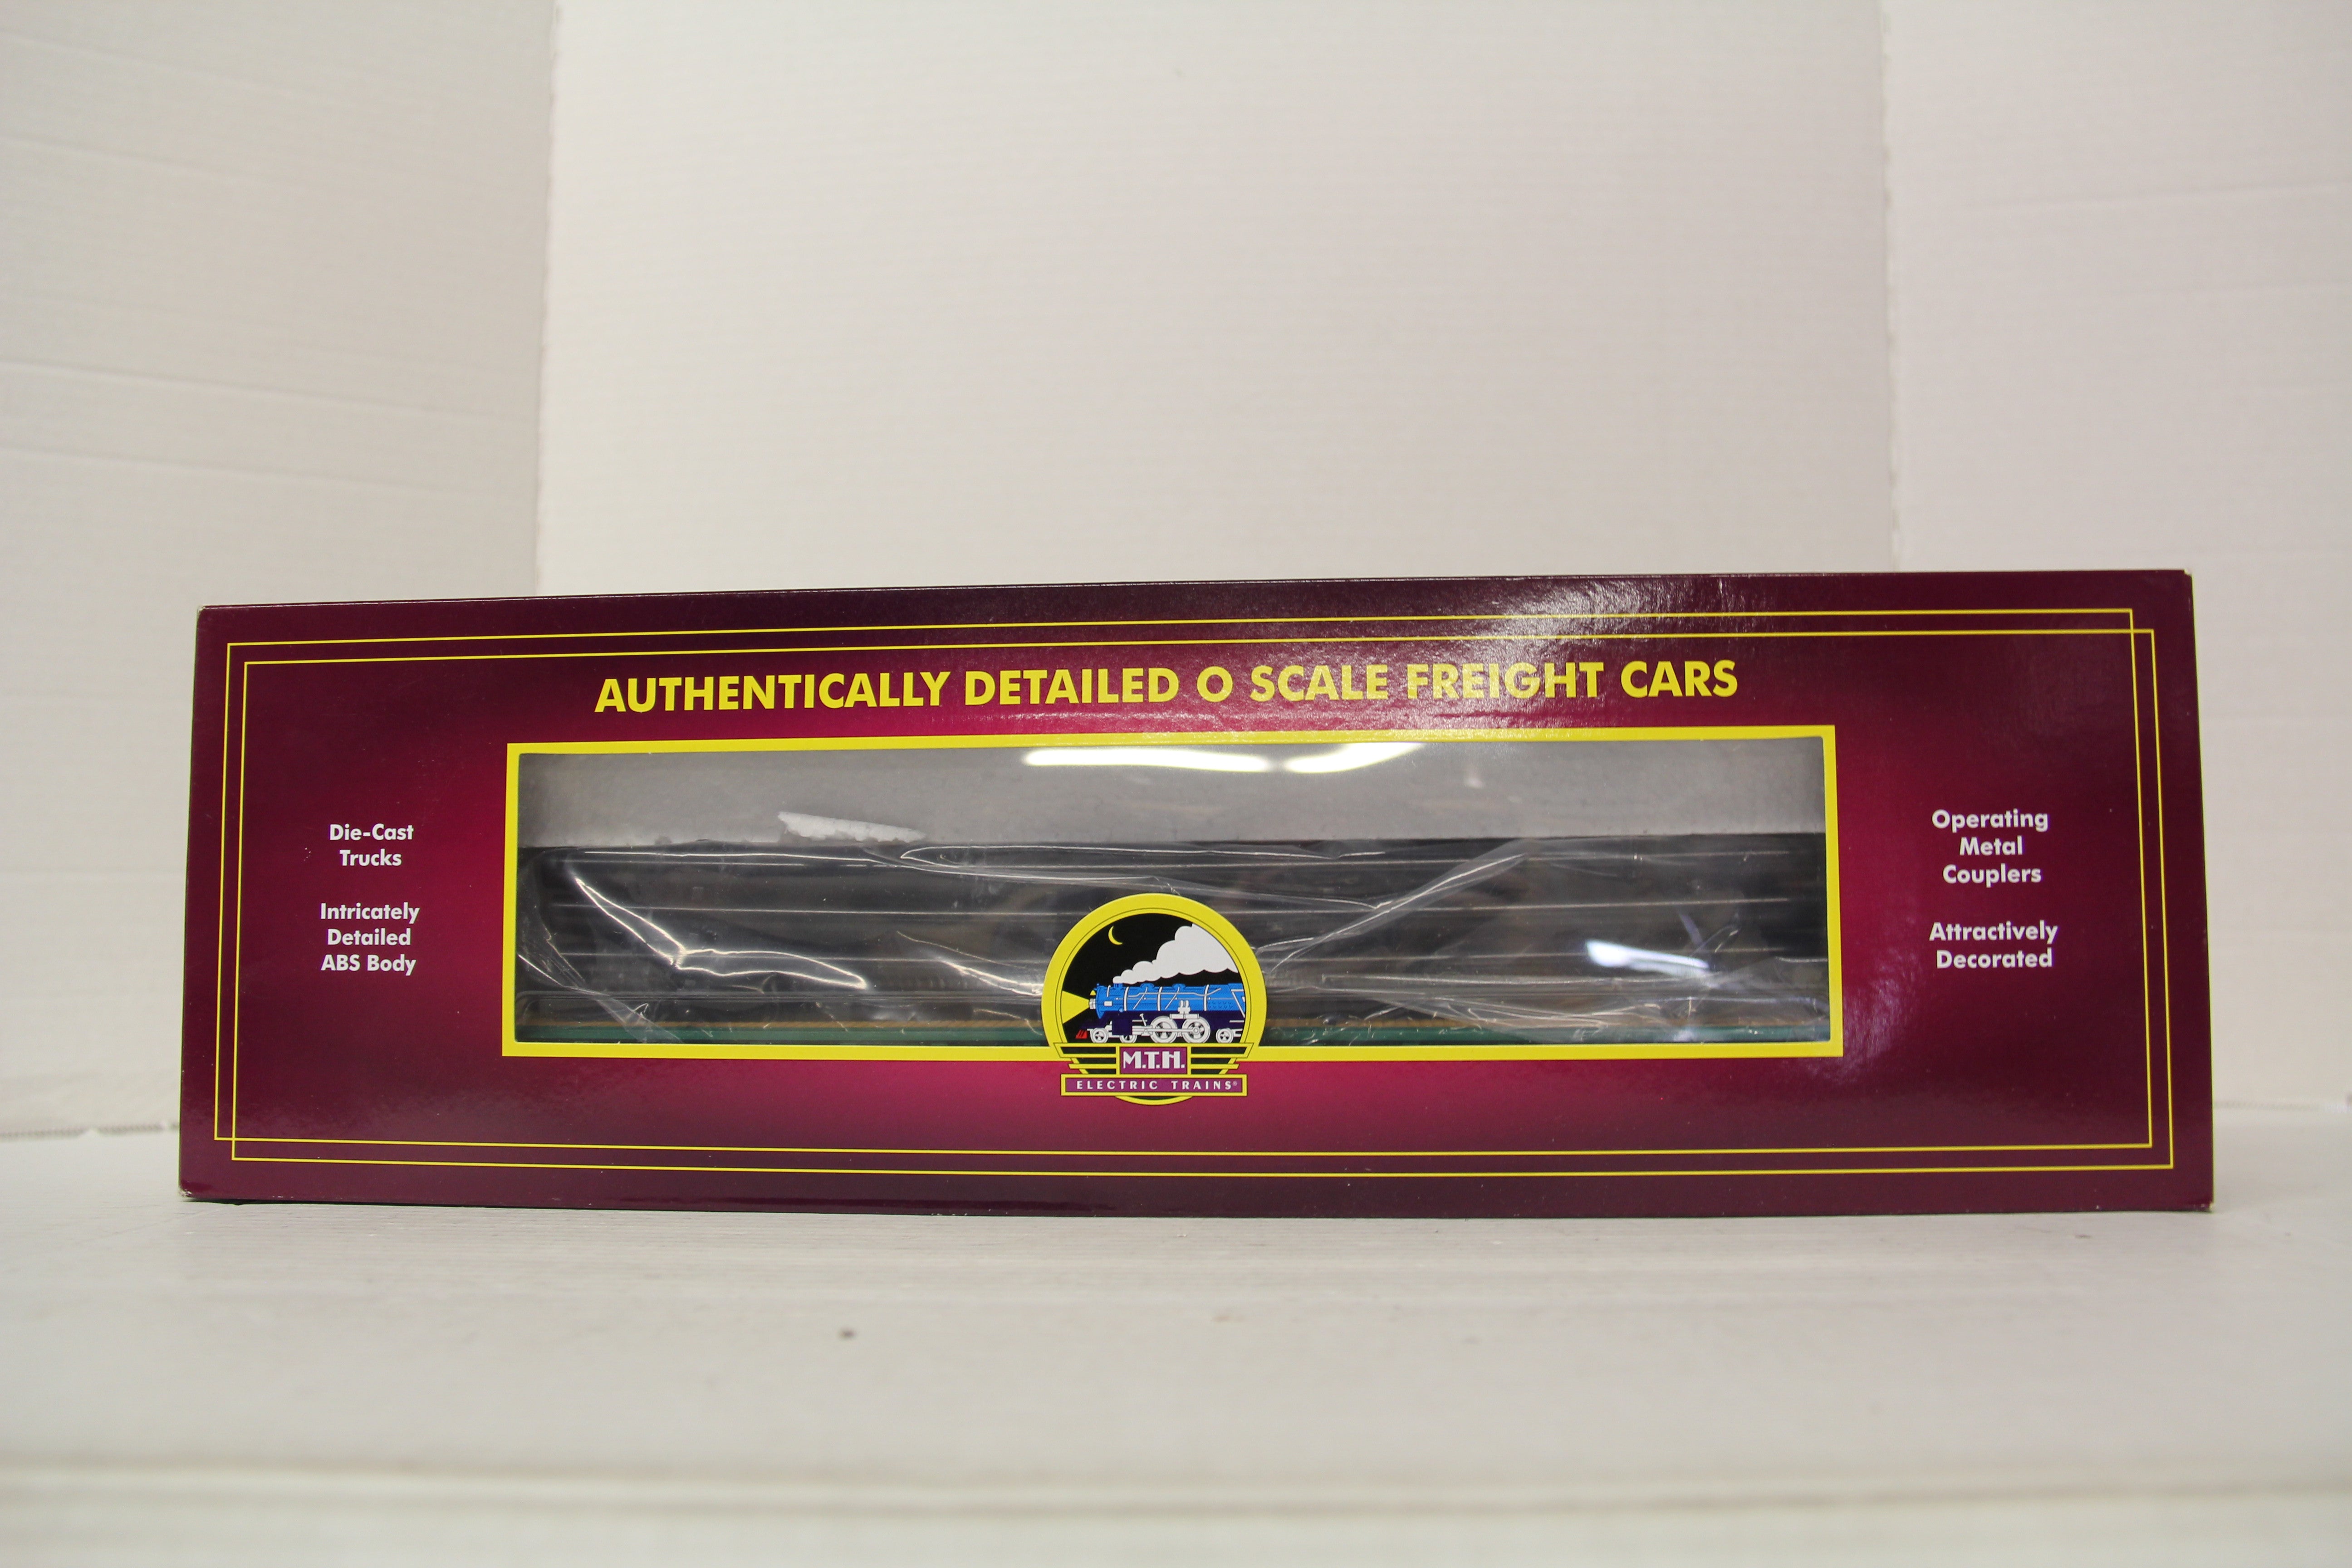 AUTHENTICALLY DETAILED O SCALE FREIGHT CARS
Die-Cast
Trucks
Intricately
Detailed
ABS Body
Operating
Metal
Couplers
Attractively
Decorated
M.T.H.
ELECTRIC TRAINS®